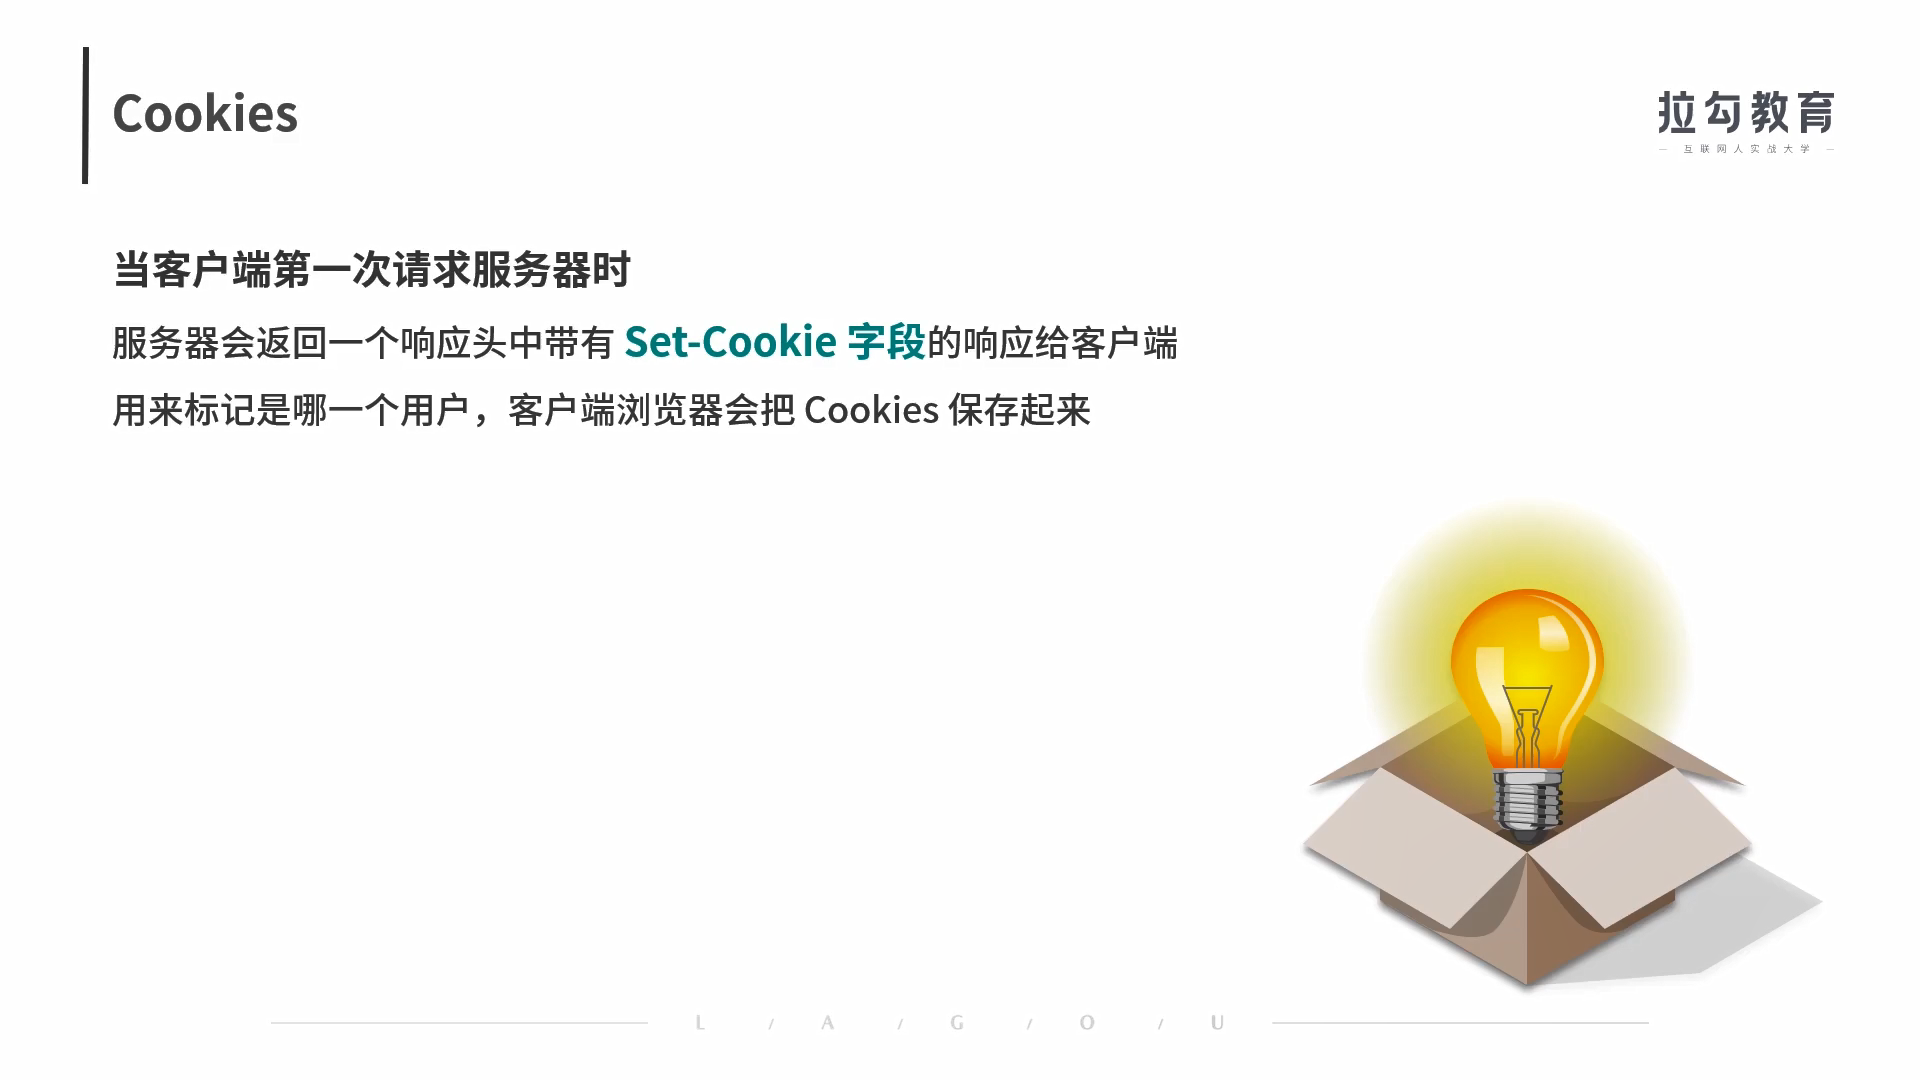 Cookies
拉勾教育
— 互联网人实战大学 —
当客户端第一次请求服务器时
服务器会返回一个响应头中带有 Set-Cookie 字段的响应给客户端
用来标记是哪一个用户，客户端浏览器会把 Cookies 保存起来
L / A / G / O / U